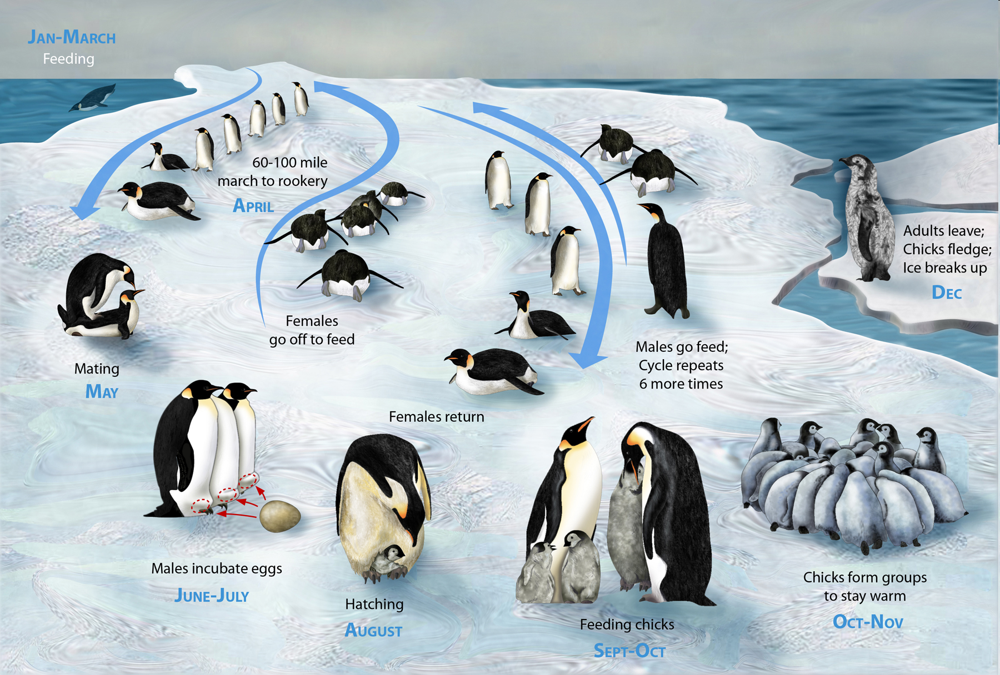 Jan-March
Feeding
60-100 mile
march to rookery
April
Females
go off to feed
Mating
May
Males incubate eggs
June-July
Females return
Hatching
August
Males go feed;
Cycle repeats
6 more times
Feeding chicks
Sept-Oct
Chicks form groups
to stay warm
Oct-Nov
Adults leave;
Chicks fledge;
Ice breaks up
Dec